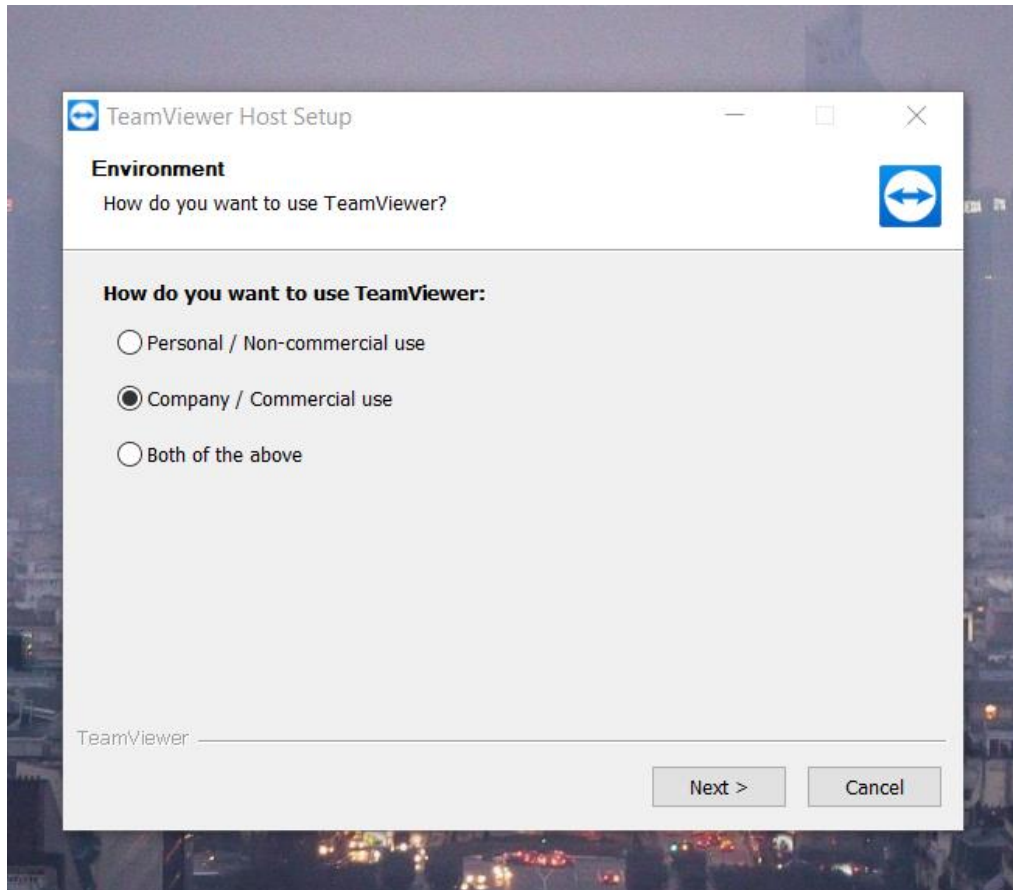 TeamViewer Host Setup
Environment
How do you want to use TeamViewer?
How do you want to use TeamViewer:
Personal / Non-commercial use
Company / Commercial use
Both of the above
TeamViewer
Next >
Cancel